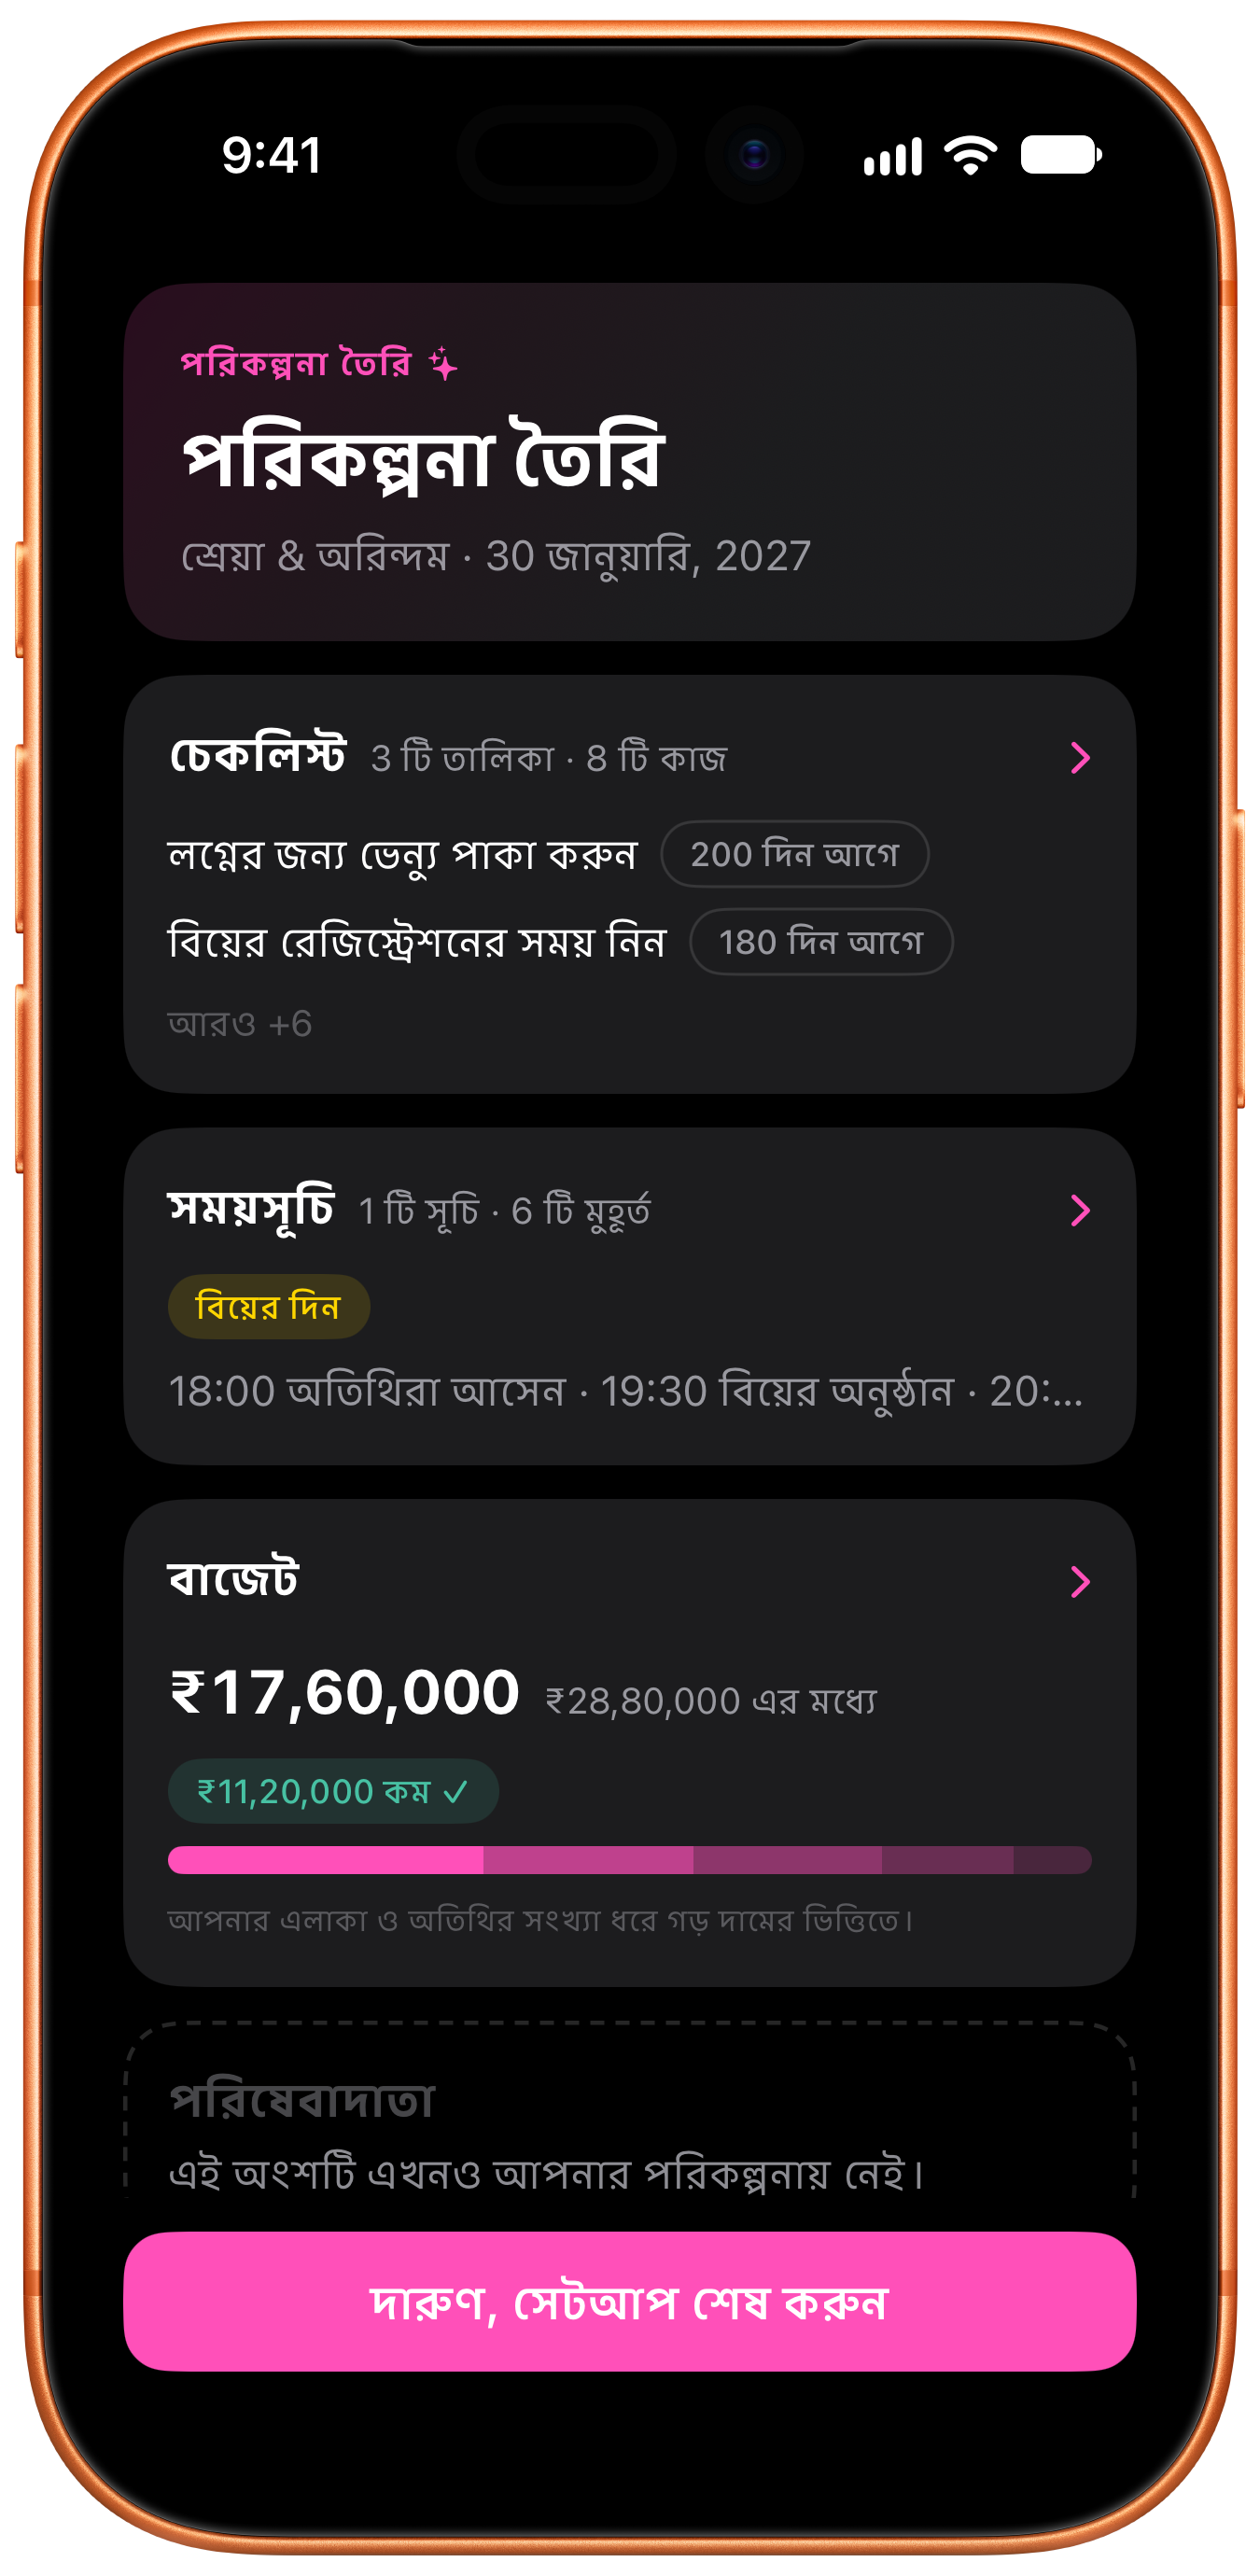 9:41
পরিকল্পনা তৈরি
পরিকল্পনা তৈরি
শ্রেয়া & অরিন্দম · 30 জানুয়ারি, 2027
চেকলিস্ট 3 টি তালিকা · 8 টি কাজ
লগ্নের জন্য ভেন্যু পাকা করুন 200 দিন আগে
বিয়ের রেজিস্ট্রেশনের সময় নিন 180 দিন আগে
আরও +6
সময়সূচি 1 টি সূচি · 6 টি মুহূর্ত
বিয়ের দিন
18:00 অতিথিরা আসেন · 19:30 বিয়ের অনুষ্ঠান · 20:...
বাজেট
₹17,60,000 ₹28,80,000 এর মধ্যে
₹11,20,000 কম ✓
আপনার এলাকা ও অতিথির সংখ্যা ধরে গড় দামের ভিত্তিতে।
পরিষেবাদাতা
এই অংশটি এখনও আপনার পরিকল্পনায় নেই।
দারুণ, সেটআপ শেষ করুন